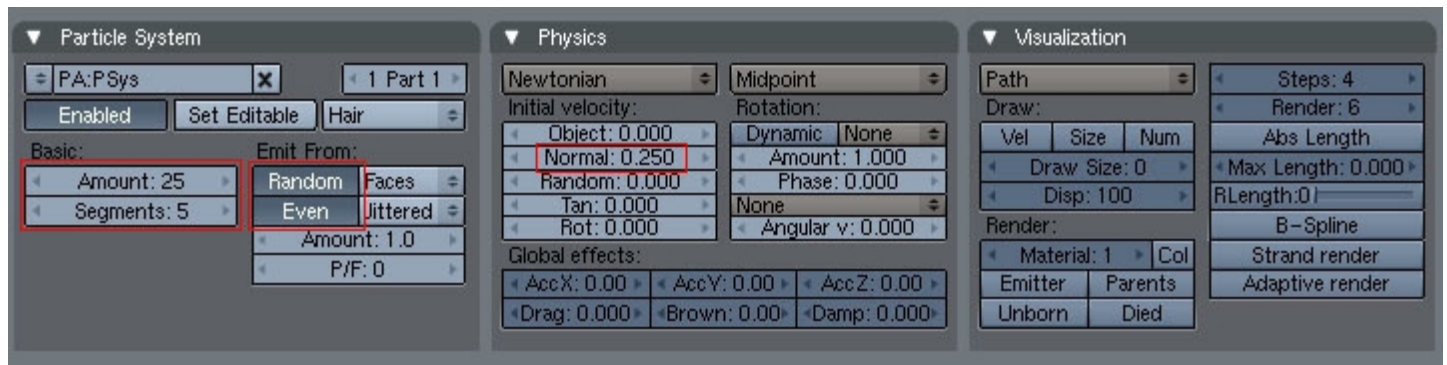 Particle System
PA:PSys X 1 Part 1
Enabled Set Editable Hair
Basic: Emit From:
Amount: 25 Random Faces
Segments: 5 Even Jittered
Amount: 1.0
P/F: 0
Physics
Newtonian Midpoint
Initial velocity: Rotation:
Object: 0.000 Dynamic None
Normal: 0.250 Amount: 1.000
Random: 0.000 Phase: 0.000
Tan: 0.000 None
Rot: 0.000 Angular v: 0.000
Global effects:
AccX: 0.00 AccY: 0.00 AccZ: 0.00
Drag: 0.000 Brown: 0.00 Damp: 0.000
Visualization
Path Steps: 4
Draw: Render: 6
Vel Size Num Abs Length
Draw Size: 0 Max Length: 0.000
Disp: 100 RLength:0
Render: B-Spline
Material: 1 Col Strand render
Emitter Parents Adaptive render
Unborn Died